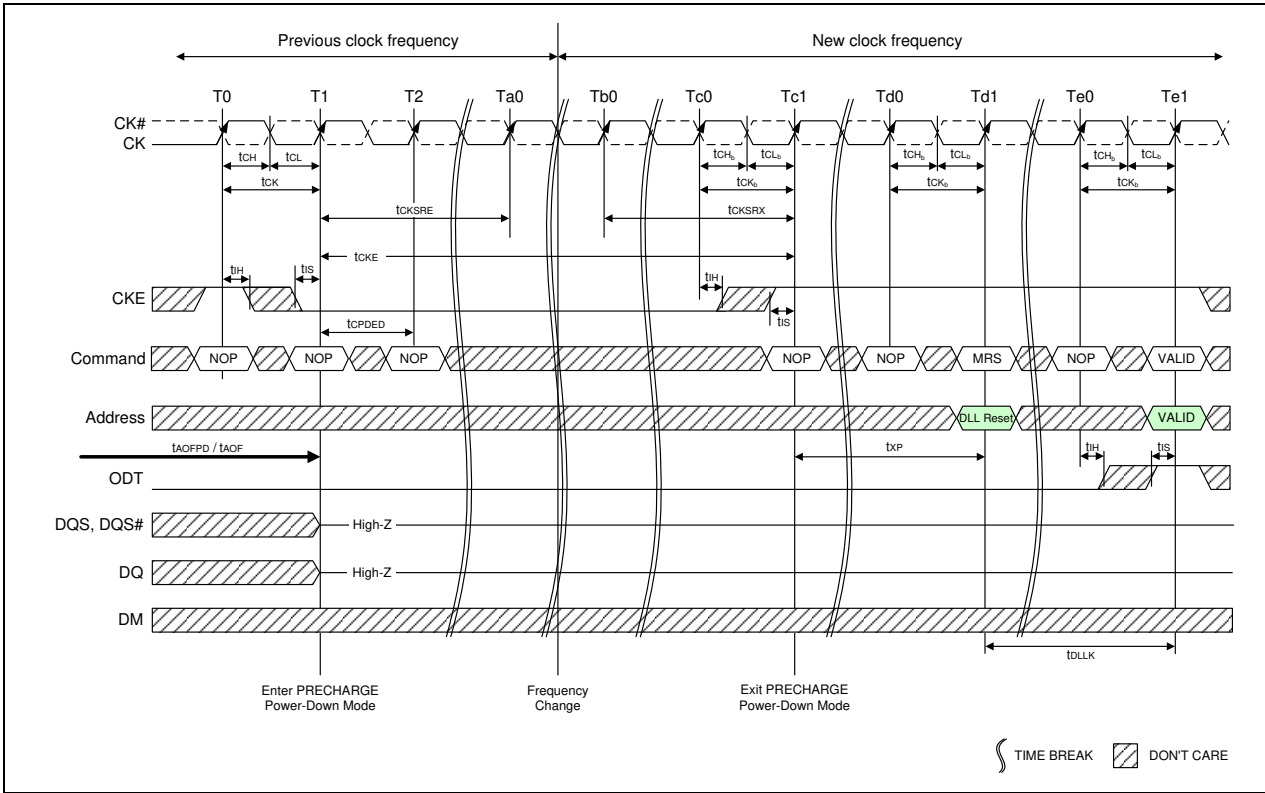 Previous clock frequency New clock frequency
T0 T1 T2 Ta0 Tb0 Tc0 Tc1 Td0 Td1 Te0 Te1
CK#
CK
tCH tCL tCHb tCLb tCHb tCLb tCHb tCLb
tCK tCKb tCKb tCKb
tCKSRE tCKSRX
tCKE
tIH tIS tIH
CKE
tIS
tCPDED
Command NOP NOP NOP NOP NOP MRS NOP VALID
Address DLL Reset VALID
tAOFPD / tAOF tXP tIH tIS
ODT
DQS, DQS# High-Z
DQ High-Z
DM
tDLLK
Enter PRECHARGE Frequency Exit PRECHARGE
Power-Down Mode Change Power-Down Mode
TIME BREAK DON'T CARE